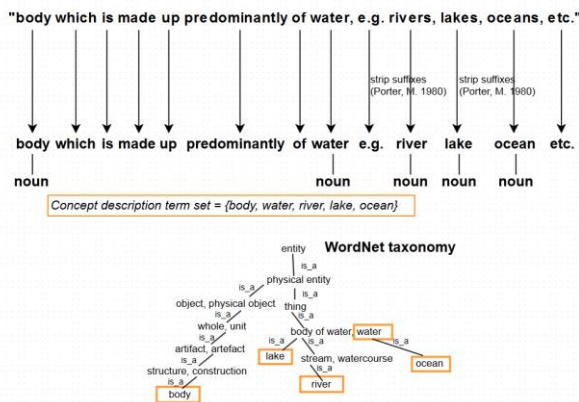 "body which is made up predominantly of water, e.g. rivers, lakes, oceans, etc."
strip suffixes
(Porter, M. 1980)
strip suffixes
(Porter, M. 1980)
body which is made up predominantly of water e.g. river lake ocean etc.
noun noun noun noun noun
Concept description term set = {body, water, river, lake, ocean}
WordNet taxonomy
entity
is_a
physical entity
is_a is_a
object, physical object thing
is_a is_a
whole, unit
body of water, water
is_a is_a is_a is_a
artifact, artefact
lake
stream, watercourse
ocean
is_a is_a
structure, construction
river
is_a
body